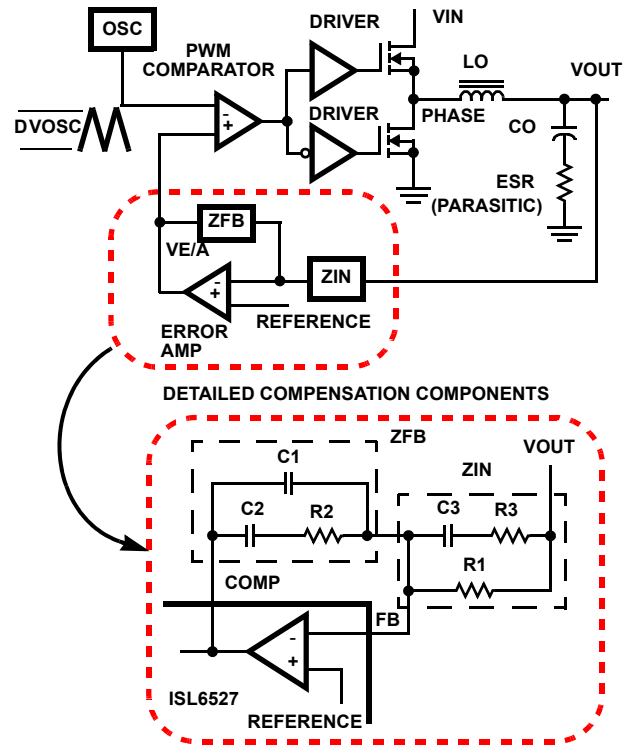 OSC
PWM
COMPARATOR
DRIVER
VIN
LO
VOUT
DVOSC
-
+
DRIVER
PHASE
CO
ESR
(PARASITIC)
ZFB
VE/A
-
+
ZIN
REFERENCE
ERROR
AMP
DETAILED COMPENSATION COMPONENTS
ZFB
VOUT
C1
ZIN
C2
R2
C3
R3
R1
COMP
FB
-
+
ISL6527
REFERENCE